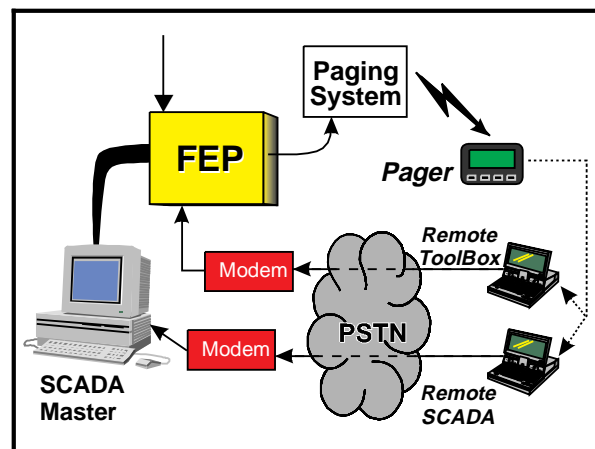 Paging
System
FEP
Pager
Remote
ToolBox
Modem
PSTN
Modem
SCADA
Master
Remote
SCADA